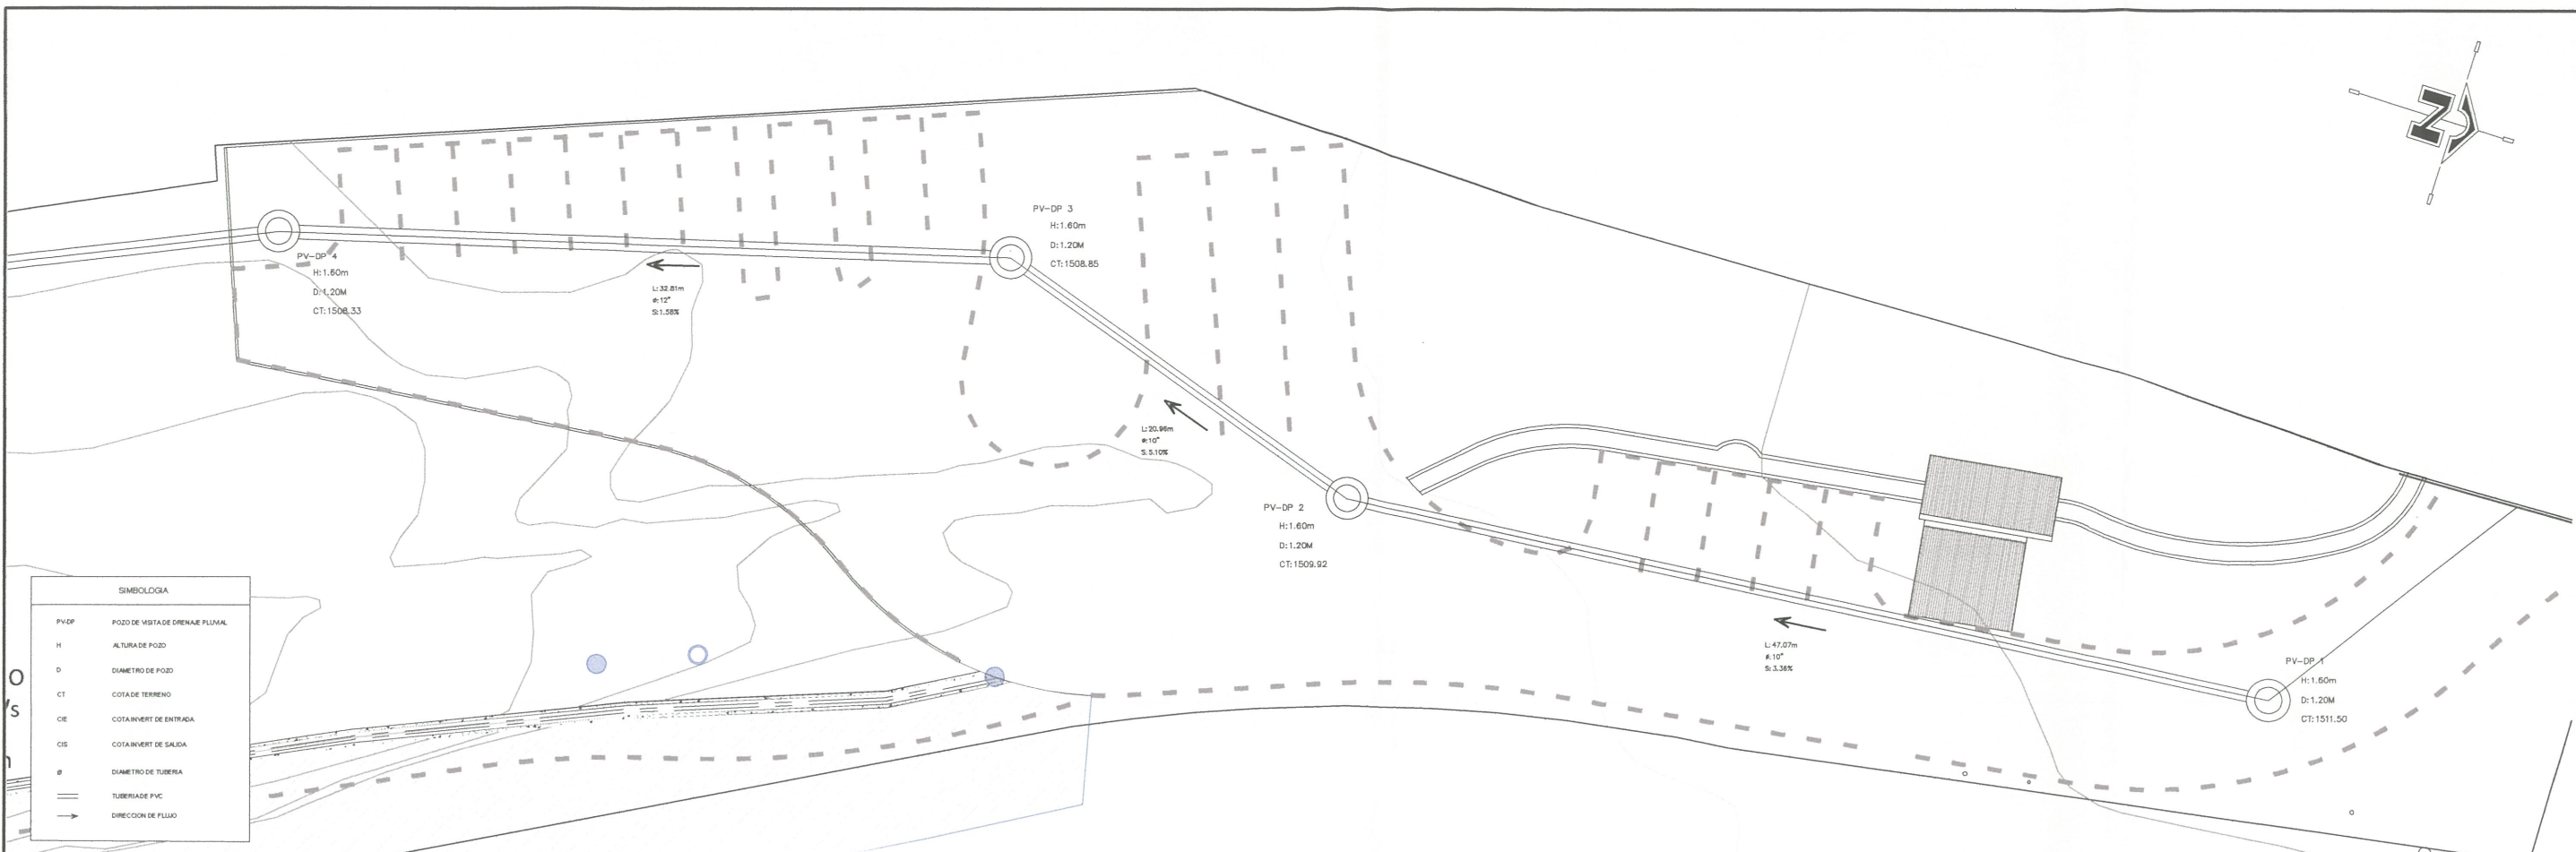 N
PV-DP 3
H:1.60m
D:1.20M
CT:1508.85
PV-DP 4
H:1.60m
D:1.20M
CT:1508.33
L:32.81m
ø:12"
S:1.58%
L:20.96m
ø:10"
S:5.10%
PV-DP 2
H:1.60m
D:1.20M
CT:1509.92
L:47.07m
ø:10"
S:3.36%
PV-DP 1
H:1.60m
D:1.20M
CT:1511.50
SIMBOLOGIA
PV-DP POZO DE VISITA DE DRENAJE PLUVIAL
H ALTURA DE POZO
D DIAMETRO DE POZO
CT COTA DE TERRENO
CIE COTA INVERT DE ENTRADA
CIS COTA INVERT DE SALIDA
Ø DIAMETRO DE TUBERIA
TUBERIA DE PVC
DIRECCION DE FLUJO